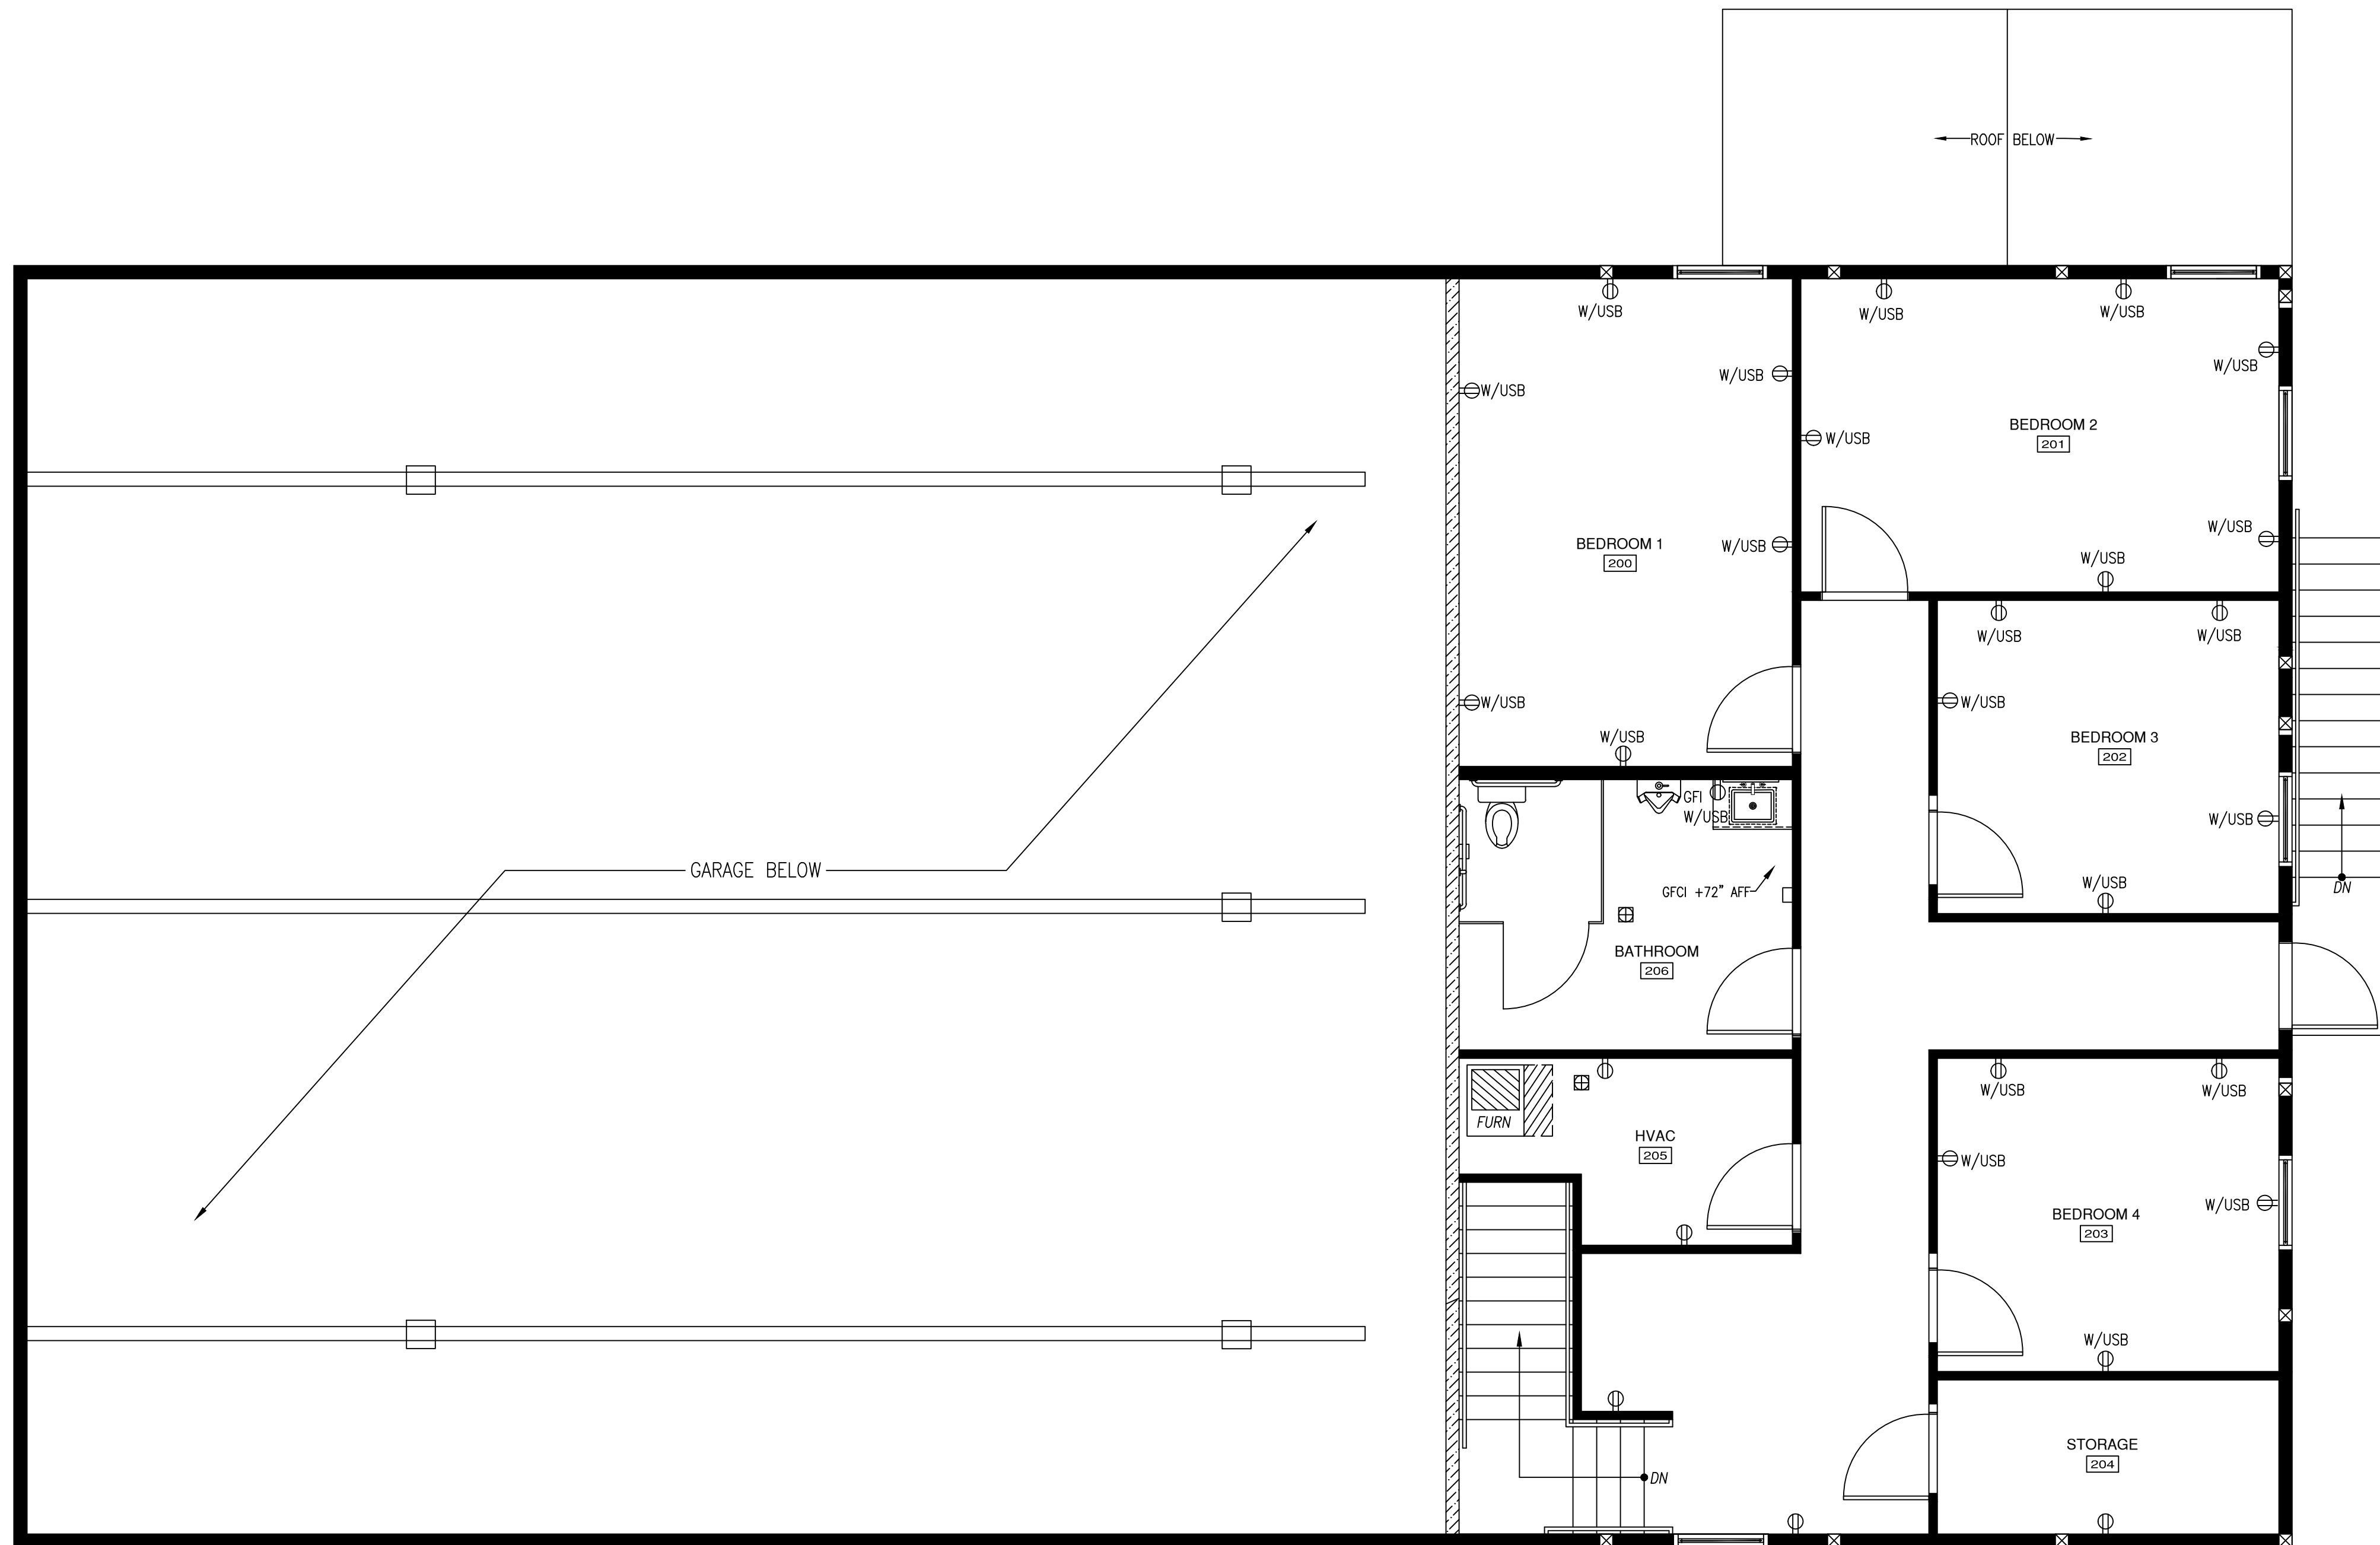 ROOF BELOW
W/USB
W/USB
W/USB
W/USB
W/USB
W/USB
W/USB
BEDROOM 2
201
W/USB
W/USB
BEDROOM 1
200
W/USB
W/USB
W/USB
W/USB
W/USB
W/USB
W/USB
BEDROOM 3
202
GFI
W/USB
W/USB
GARAGE BELOW
GFCI +72" AFF
W/USB
DN
BATHROOM
206
FURN
W/USB
W/USB
HVAC
205
W/USB
W/USB
BEDROOM 4
203
W/USB
STORAGE
204
DN